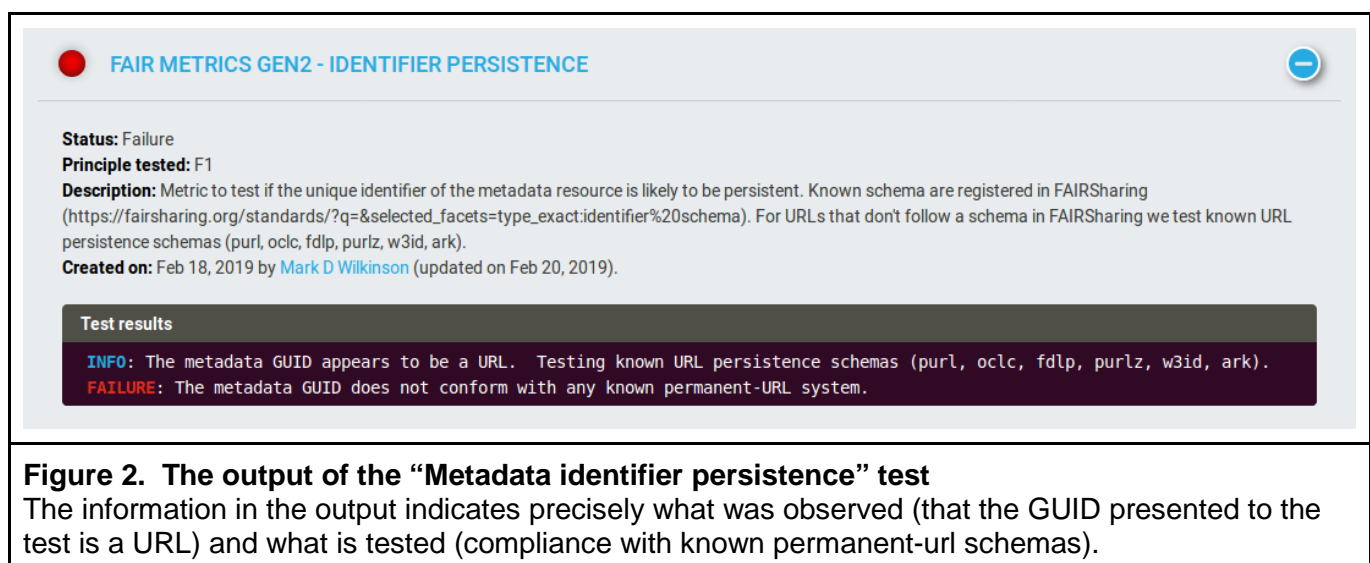 FAIR METRICS GEN2 - IDENTIFIER PERSISTENCE
Status: Failure
Principle tested: F1
Description: Metric to test if the unique identifier of the metadata resource is likely to be persistent. Known schema are registered in FAIRSharing
(https://fairsharing.org/standards/?q=&selected_facets=type_exact:identifier%20schema). For URLs that don't follow a schema in FAIRSharing we test known URL
persistence schemas (purl, oclc, fdlp, purlz, w3id, ark).
Created on: Feb 18, 2019 by Mark D Wilkinson (updated on Feb 20, 2019).
Test results
INFO: The metadata GUID appears to be a URL.  Testing known URL persistence schemas (purl, oclc, fdlp, purlz, w3id, ark).
FAILURE: The metadata GUID does not conform with any known permanent-URL system.
Figure 2.  The output of the “Metadata identifier persistence” test
The information in the output indicates precisely what was observed (that the GUID presented to the
test is a URL) and what is tested (compliance with known permanent-url schemas).